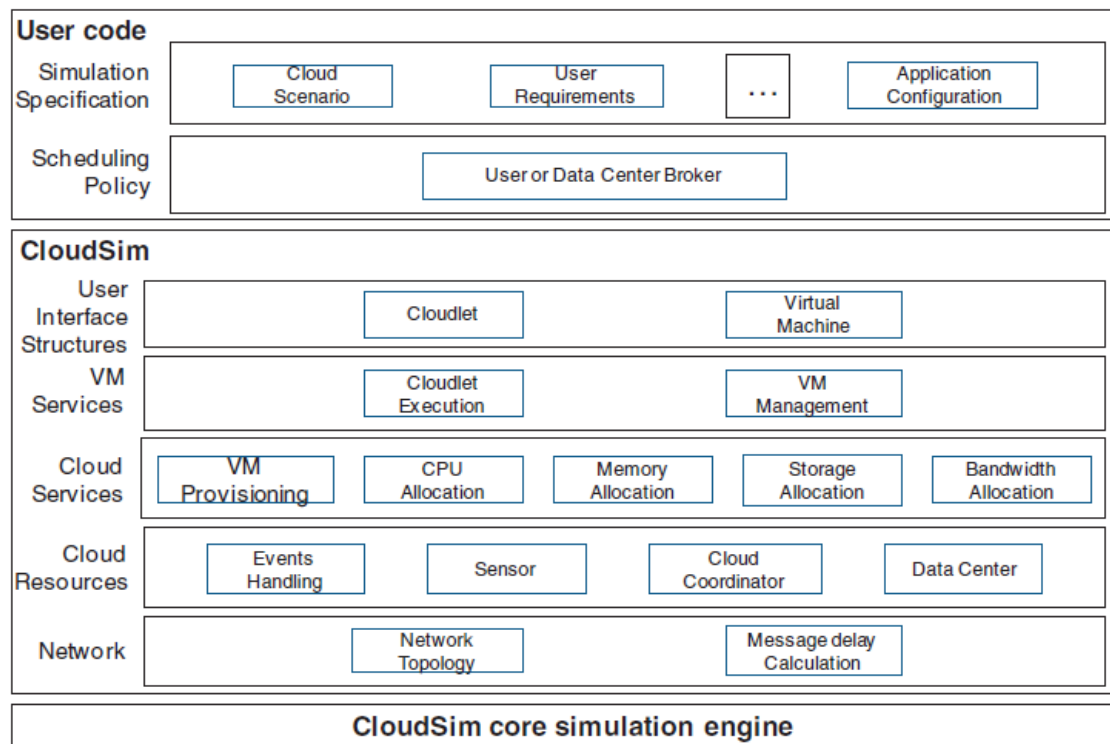 User code
Simulation
Specification
Cloud
Scenario
User
Requirements
...
Application
Configuration
Scheduling
Policy
User or Data Center Broker
CloudSim
User
Interface
Structures
Cloudlet
Virtual
Machine
VM
Services
Cloudlet
Execution
VM
Management
Cloud
Services
VM
Provisioning
CPU
Allocation
Memory
Allocation
Storage
Allocation
Bandwidth
Allocation
Cloud
Resources
Events
Handling
Sensor
Cloud
Coordinator
Data Center
Network
Network
Topology
Message delay
Calculation
CloudSim core simulation engine